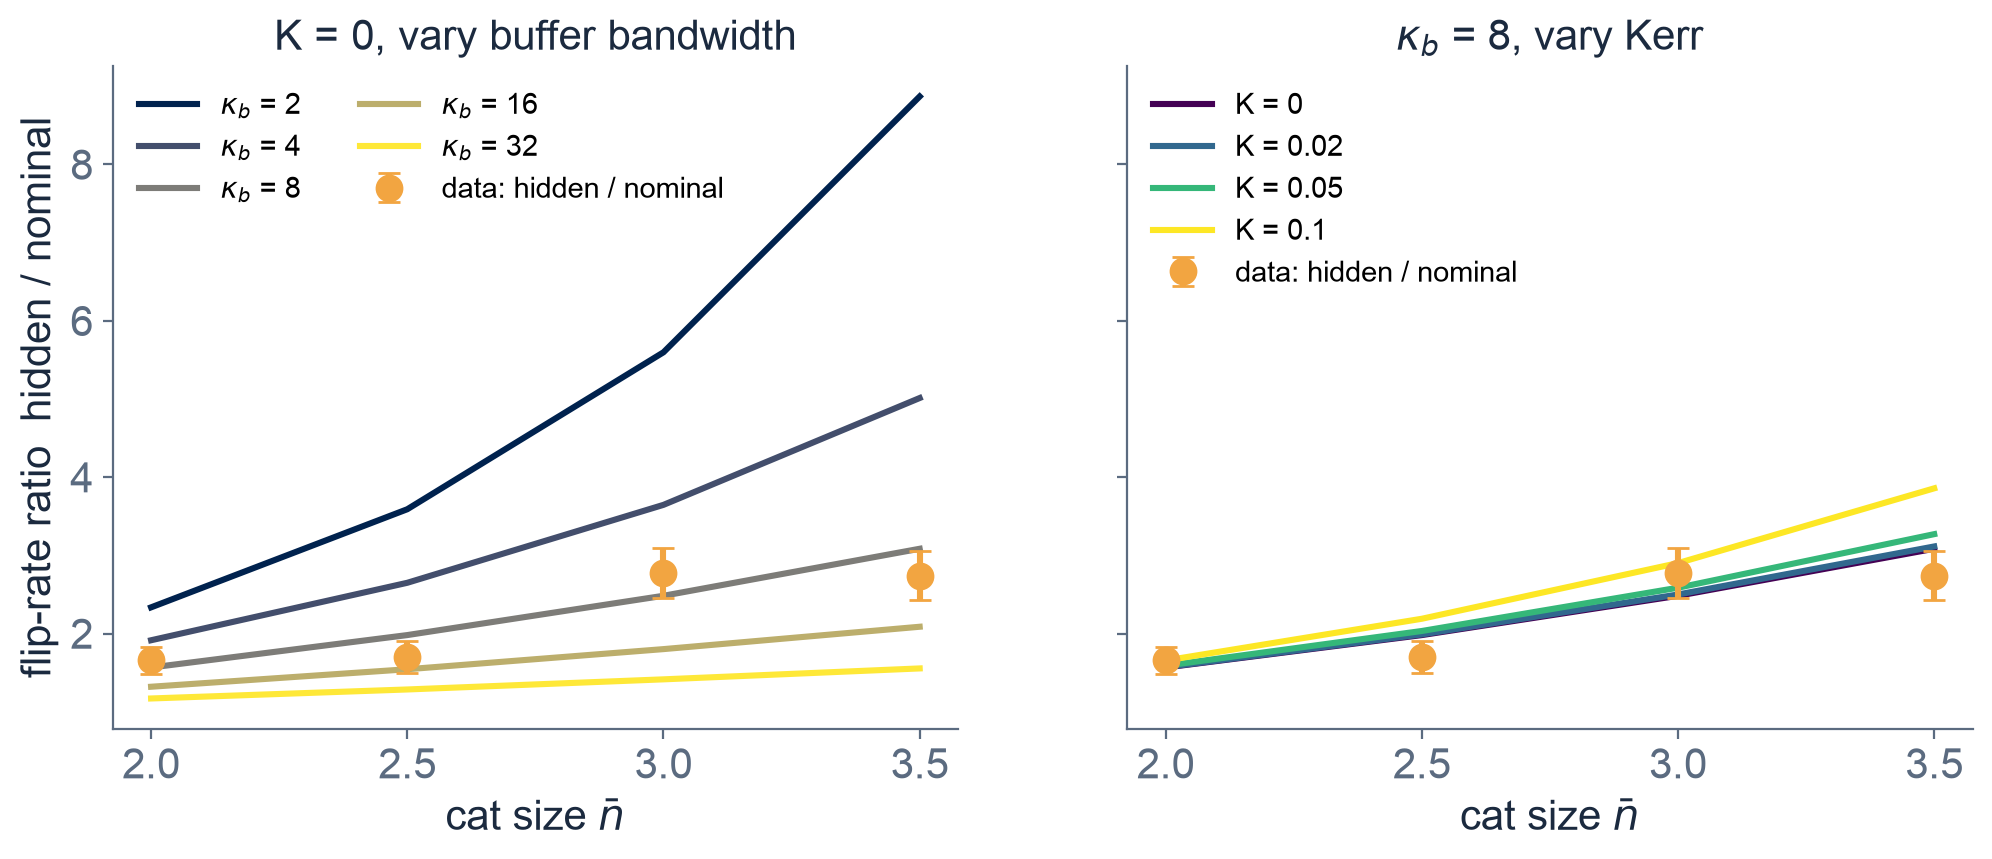 K = 0, vary buffer bandwidth
κ_b = 2
κ_b = 4
κ_b = 8
κ_b = 16
κ_b = 32
data: hidden / nominal
flip-rate ratio  hidden / nominal
8
6
4
2
2.0 2.5 3.0 3.5
cat size n̄
κ_b = 8, vary Kerr
K = 0
K = 0.02
K = 0.05
K = 0.1
data: hidden / nominal
2.0 2.5 3.0 3.5
cat size n̄